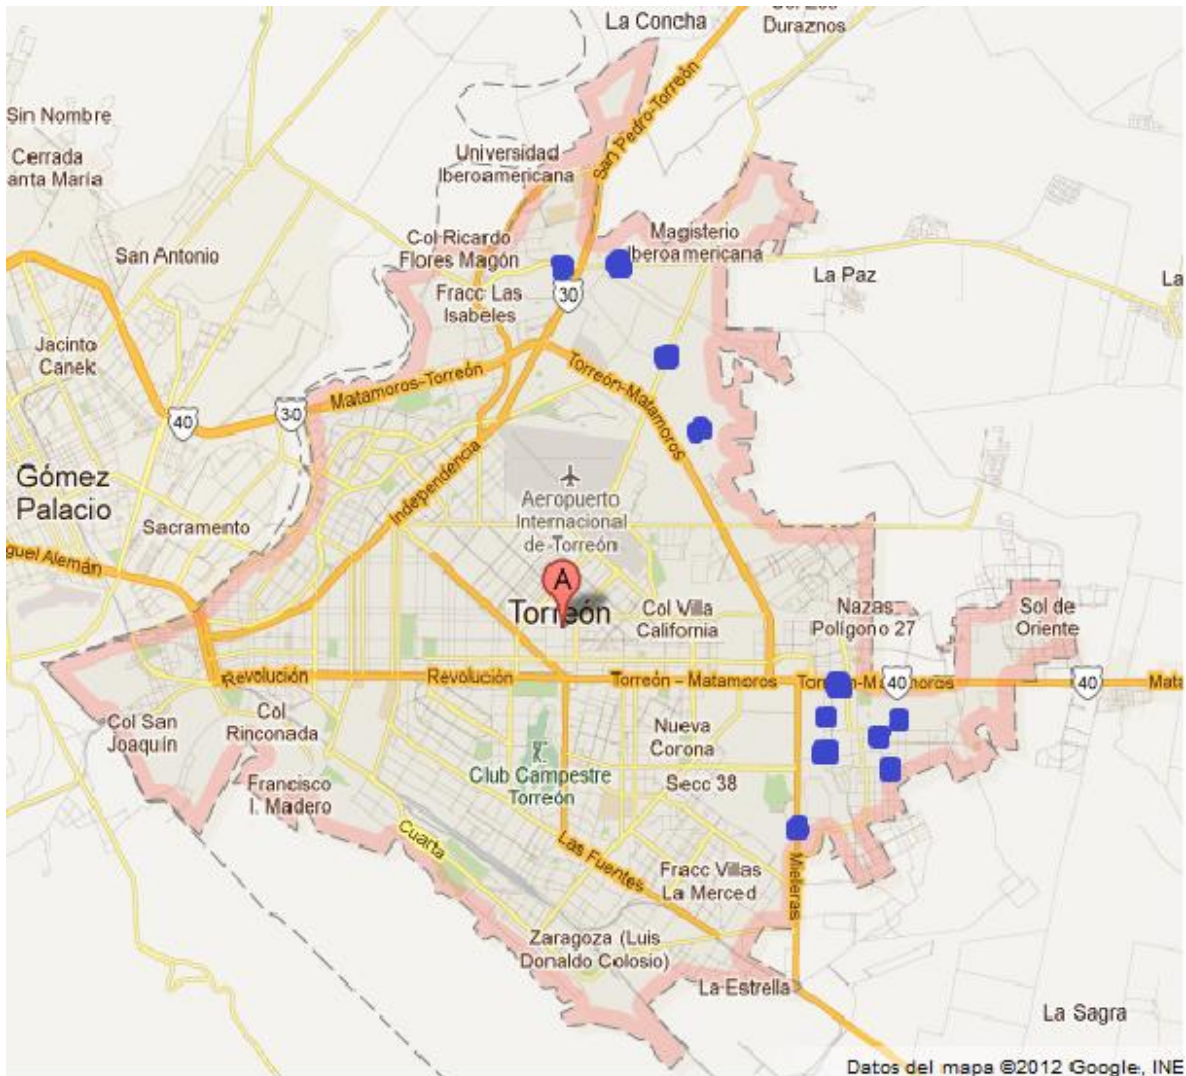 La Concha
Col Los
Duraznos
Sin Nombre
Cerrada
anta María
San Pedro-Torreón
Universidad
Iberoamericana
San Antonio
Col Ricardo
Flores Magón
Magisterio
Iberoamericana
La Paz
La
Fracc Las
Isabeles
30
Jacinto
Canek
Matamoros-Torreón
Torreón-Matamoros
40
30
Gómez
Palacio
Sacramento
Independencia
Aeropuerto
Internacional
de Torreón
guel Alemán
A
Torreón
Col Villa
California
Nazas
Polígono 27
Sol de
Oriente
Revolución
Revolución
Torreón - Matamoros
Torreón-Matamoros
40
40
Mata
Col San
Joaquín
Col
Rinconada
Nueva
Corona
Club Campestre
Torreón
Secc 38
Francisco
I. Madero
Cuarta
Las Fuentes
Fracc Villas
La Merced
Mieleras
Zaragoza (Luis
Donaldo Colosio)
La Estrella
La Sagra
Datos del mapa ©2012 Google, INE